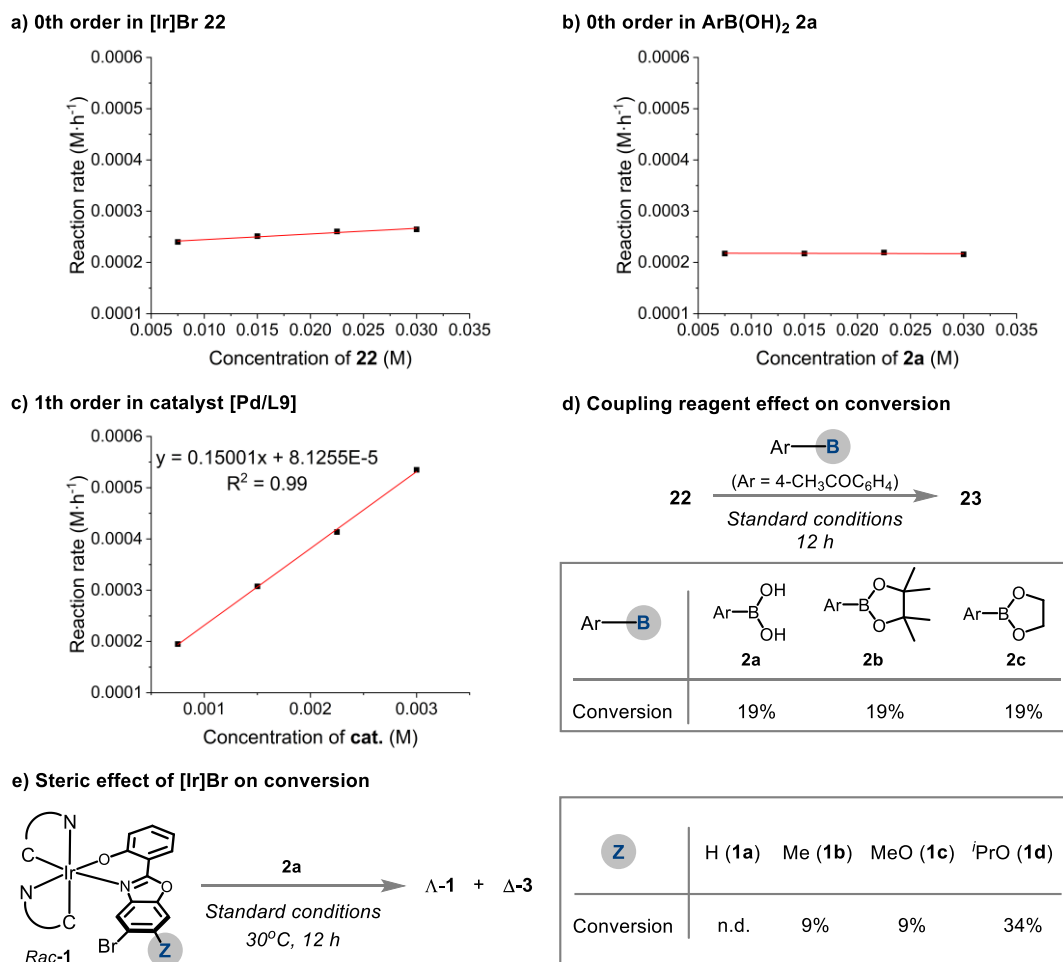 a) 0th order in [Ir]Br 22
Reaction rate (M·h⁻¹)
0.0006
0.0005
0.0004
0.0003
0.0002
0.0001
0.005 0.010 0.015 0.020 0.025 0.030 0.035
Concentration of 22 (M)
b) 0th order in ArB(OH)₂ 2a
Reaction rate (M·h⁻¹)
0.0006
0.0005
0.0004
0.0003
0.0002
0.0001
0.005 0.010 0.015 0.020 0.025 0.030 0.035
Concentration of 2a (M)
c) 1th order in catalyst [Pd/L9]
Reaction rate (M·h⁻¹)
0.0006
0.0005
0.0004
0.0003
0.0002
0.0001
y = 0.15001x + 8.1255E-5
R² = 0.99
0.001 0.002 0.003
Concentration of cat. (M)
d) Coupling reagent effect on conversion
Ar B
22 (Ar = 4-CH3COC6H4) 23
Standard conditions
12 h
Ar B
Ar B OH OH
Ar B O O
Ar B O O
2a 2b 2c
Conversion 19% 19% 19%
e) Steric effect of [Ir]Br on conversion
N
C
Ir
O
N
C
N
O
Br
Z
Rac-1
2a
Standard conditions
30°C, 12 h
Λ-1 + Δ-3
Z H (1a) Me (1b) MeO (1c) ⁱPrO (1d)
Conversion n.d. 9% 9% 34%